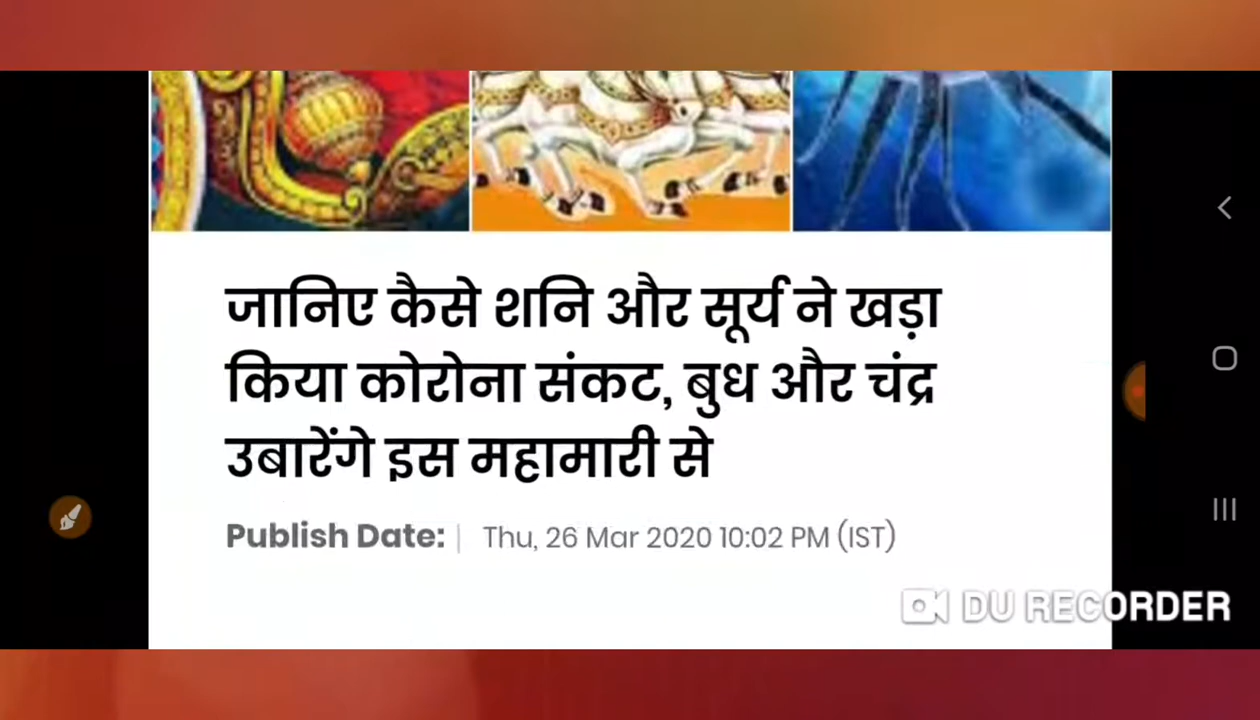 जानिए कैसे शनि और सूर्य ने खड़ा
किया कोरोना संकट, बुध और चंद्र
उबारेंगे इस महामारी से
Publish Date: | Thu, 26 Mar 2020 10:02 PM (IST)
DU RECORDER